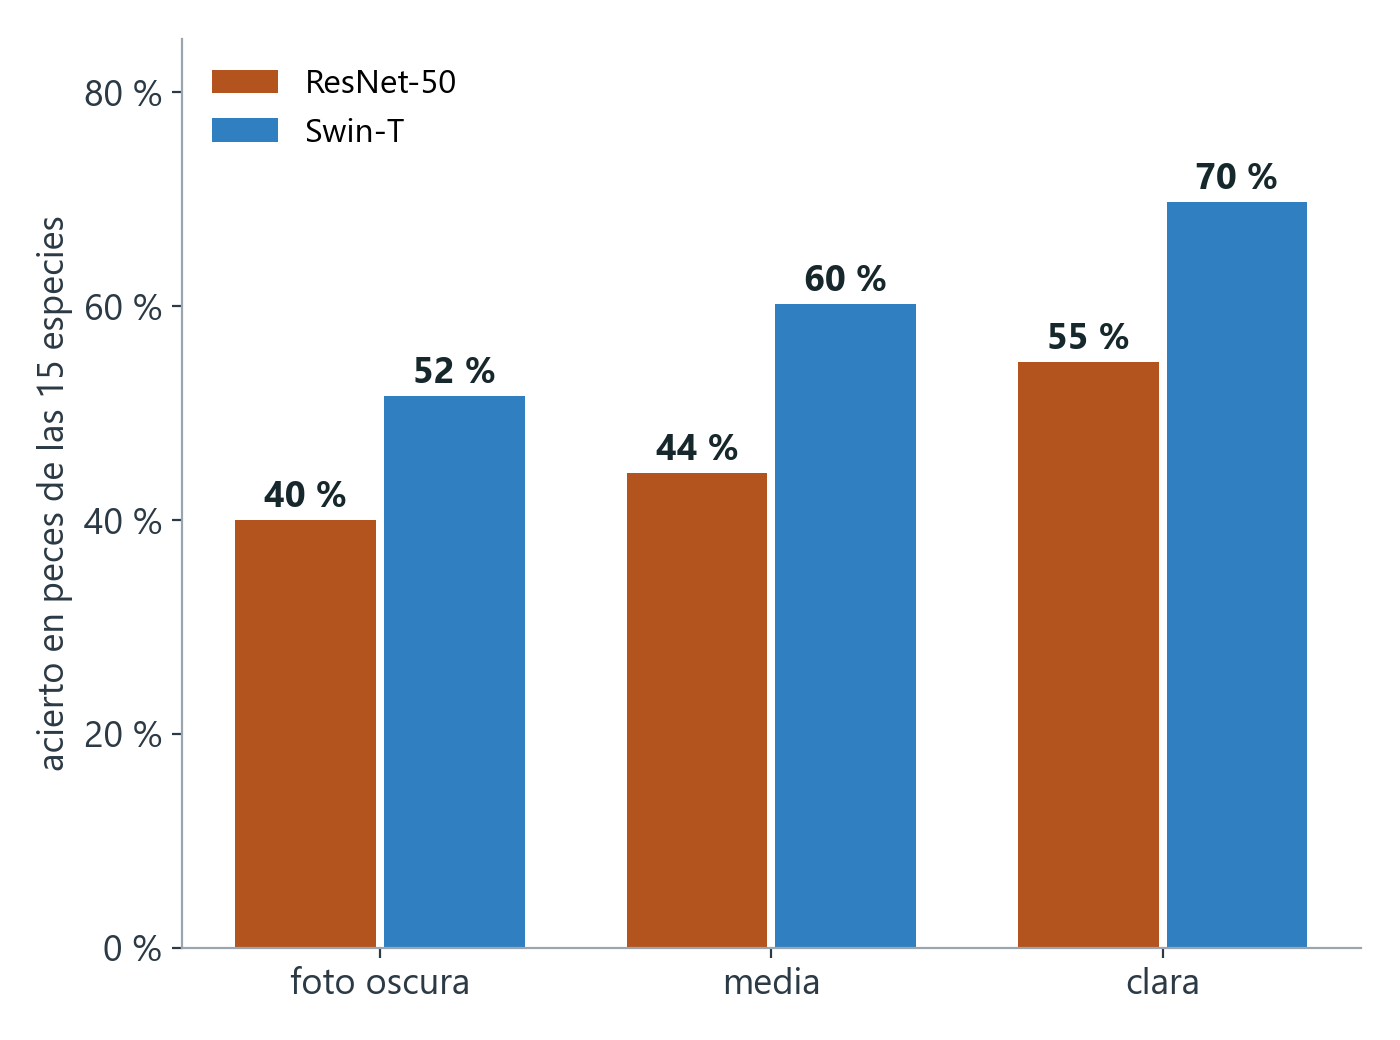 acierto en peces de las 15 especies
80 %
60 %
40 %
20 %
0 %
ResNet-50
Swin-T
40 %
52 %
44 %
60 %
55 %
70 %
foto oscura
media
clara